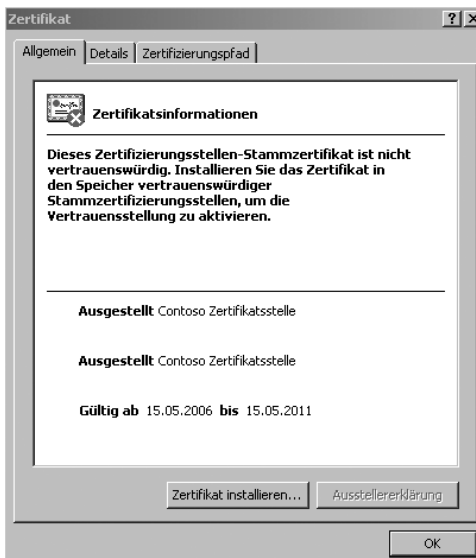 Zertifikat
Allgemein Details Zertifizierungspfad
Zertifikatsinformationen
Dieses Zertifizierungsstellen-Stammzertifikat ist nicht
vertrauenswürdig. Installieren Sie das Zertifikat in
den Speicher vertrauenswürdiger
Stammzertifizierungsstellen, um die
Vertrauensstellung zu aktivieren.
Ausgestellt Contoso Zertifikatsstelle
Ausgestellt Contoso Zertifikatsstelle
Gültig ab 15.05.2006 bis 15.05.2011
Zertifikat installieren... Ausstellererklärung
OK